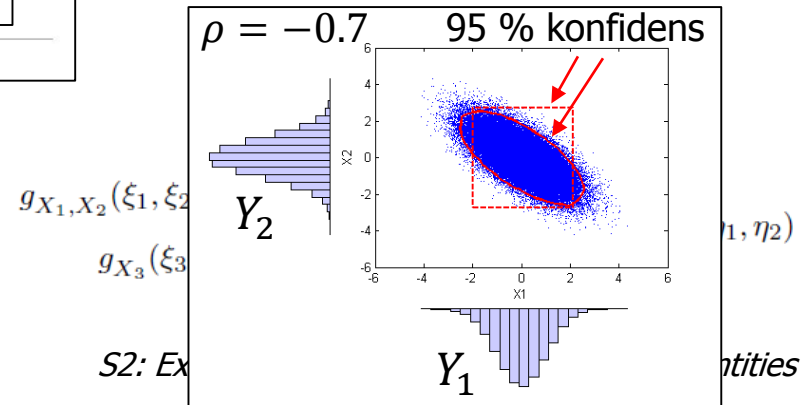 ρ = −0.7 95 % konfidens
6
4
2
0
-2
-4
-6
X2
-6 -4 -2 0 2 4 6
X1
Y₂
Y₁
g_{X₁,X₂}(ξ₁, ξ₂
₁, η₂)
g_{X₃}(ξ₃
S2: Ex
ntities